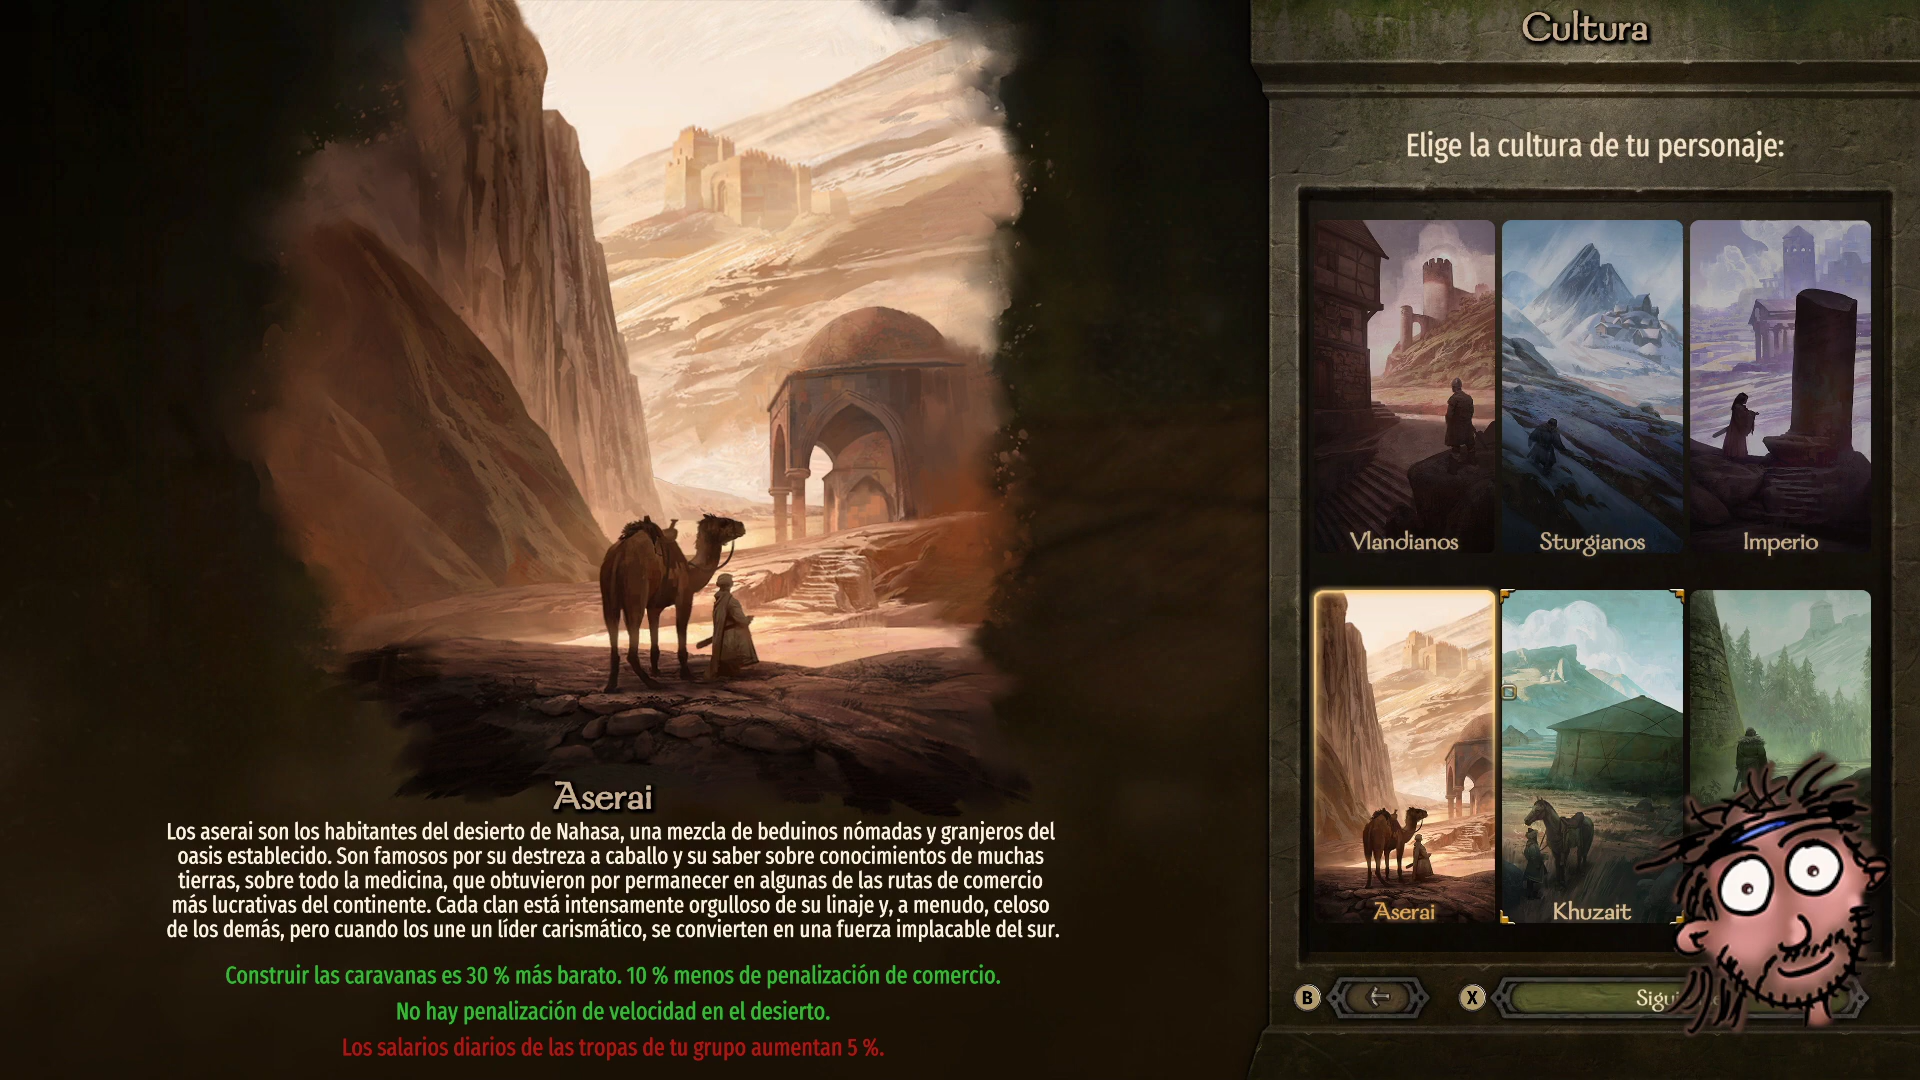 Cultura
Elige la cultura de tu personaje:
Vlandianos
Sturgianos
Imperio
Aserai
Khuzait
Aserai
Los aserai son los habitantes del desierto de Nahasa, una mezcla de beduinos nómadas y granjeros del
oasis establecido. Son famosos por su destreza a caballo y su saber sobre conocimientos de muchas
tierras, sobre todo la medicina, que obtuvieron por permanecer en algunas de las rutas de comercio
más lucrativas del continente. Cada clan está intensamente orgulloso de su linaje y, a menudo, celoso
de los demás, pero cuando los une un líder carismático, se convierten en una fuerza implacable del sur.
Construir las caravanas es 30 % más barato. 10 % menos de penalización de comercio.
No hay penalización de velocidad en el desierto.
Los salarios diarios de las tropas de tu grupo aumentan 5 %.
B
X